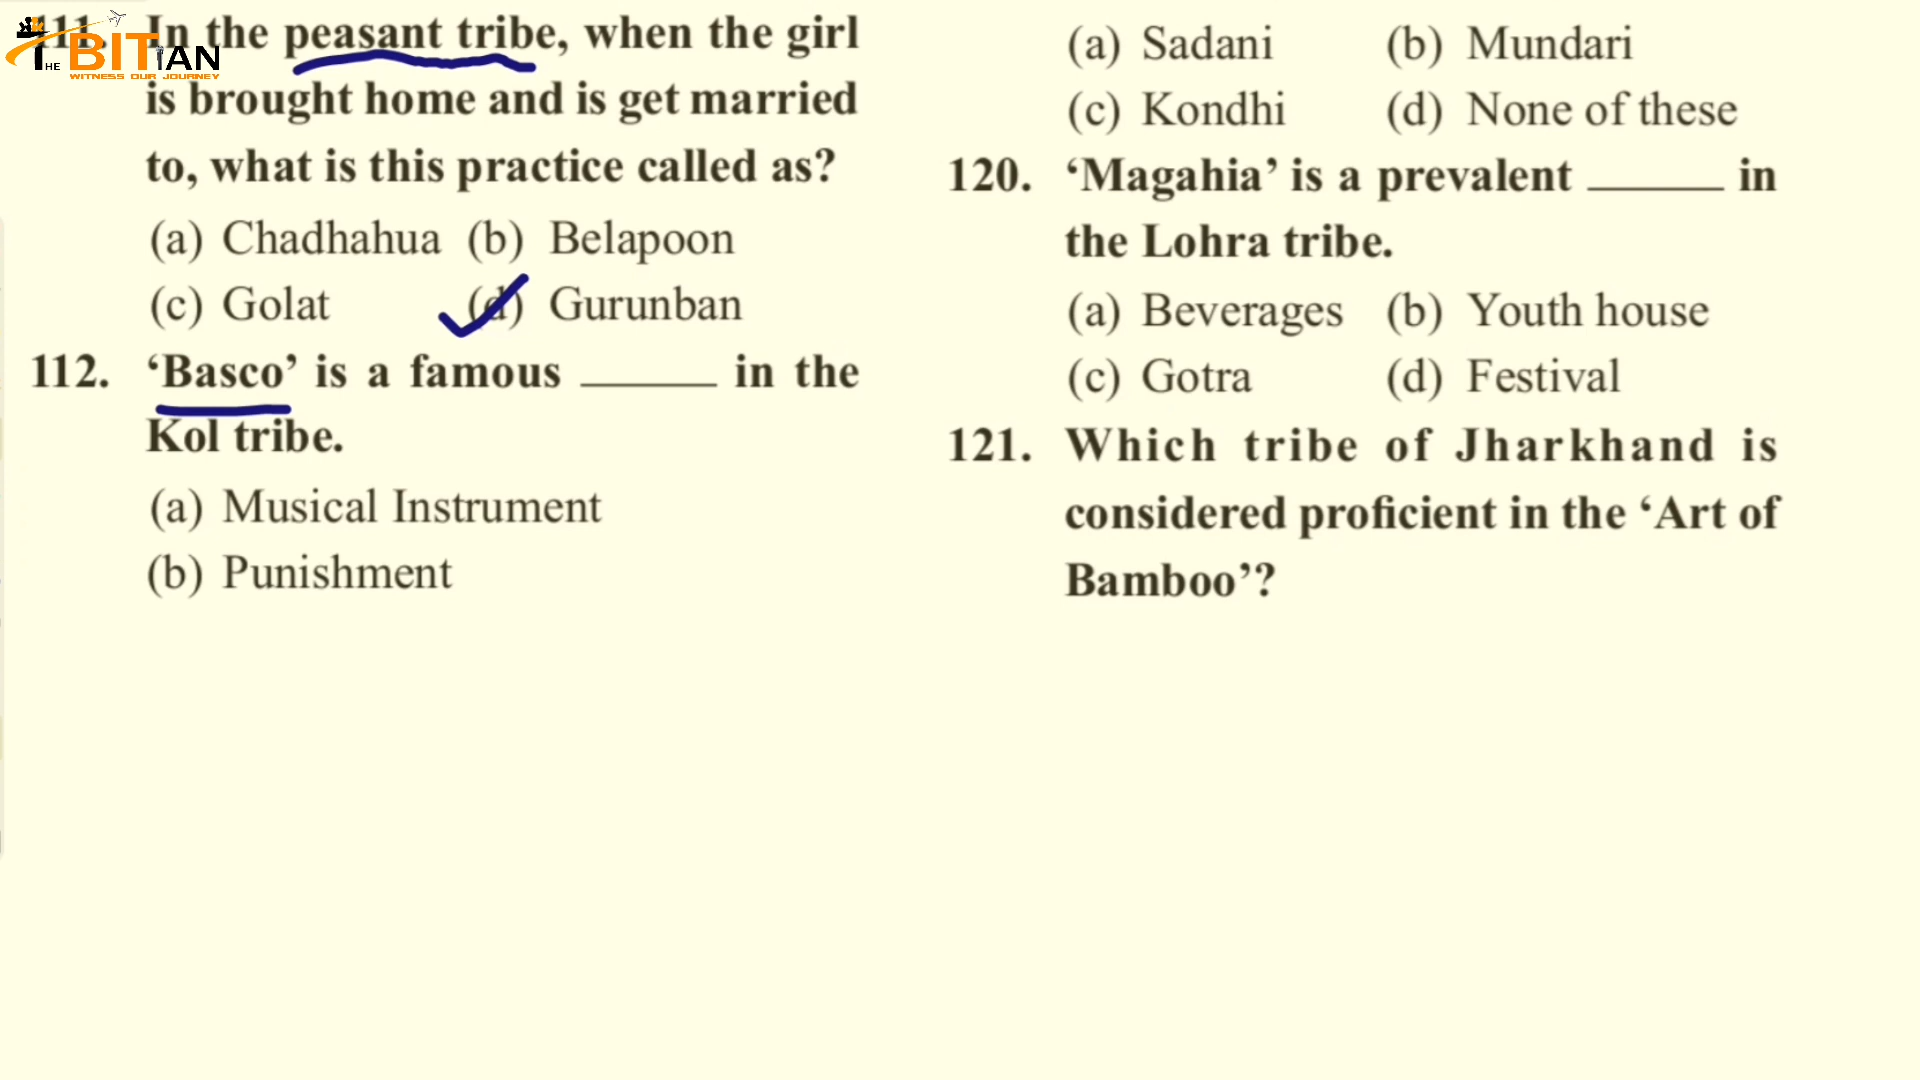 111. In the peasant tribe, when the girl
is brought home and is get married
to, what is this practice called as?
(a) Chadhahua (b) Belapoon
(c) Golat (d) Gurunban
112. ‘Basco’ is a famous ______ in the
Kol tribe.
(a) Musical Instrument
(b) Punishment
THE BITIAN
WITNESS OUR JOURNEY
(a) Sadani (b) Mundari
(c) Kondhi (d) None of these
120. ‘Magahia’ is a prevalent ______ in
the Lohra tribe.
(a) Beverages (b) Youth house
(c) Gotra (d) Festival
121. Which tribe of Jharkhand is
considered proficient in the ‘Art of
Bamboo’?